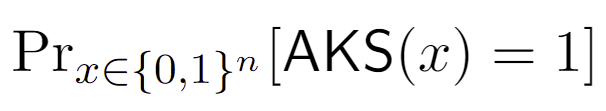 Pr_{x∈{0,1}^n}[AKS(x) = 1]